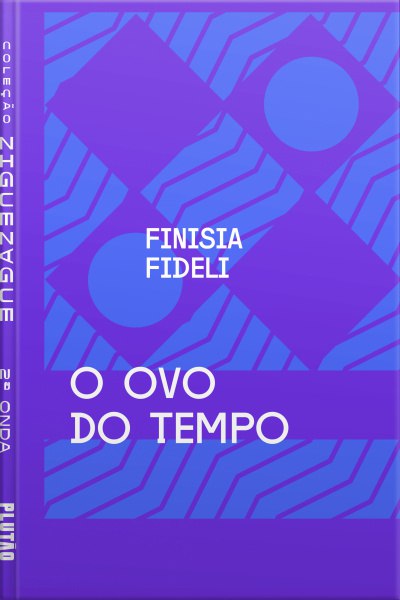 COLEÇÃO ZIGUEZAGUE 2ª ONDA PLUTÃO
FINISIA
FIDELI
O OVO
DO TEMPO